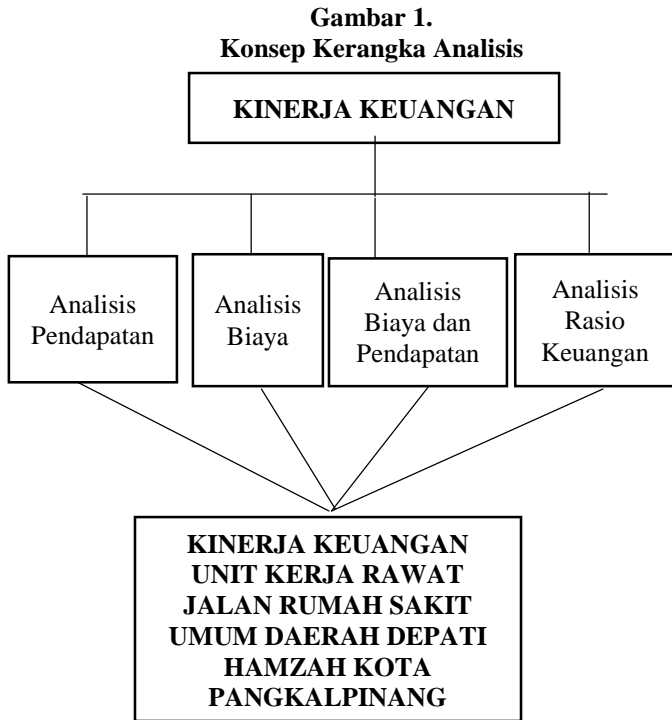 Gambar 1.
Konsep Kerangka Analisis
KINERJA KEUANGAN
Analisis
Pendapatan
Analisis
Biaya
Analisis
Biaya dan
Pendapatan
Analisis
Rasio
Keuangan
KINERJA KEUANGAN
UNIT KERJA RAWAT
JALAN RUMAH SAKIT
UMUM DAERAH DEPATI
HAMZAH KOTA
PANGKALPINANG